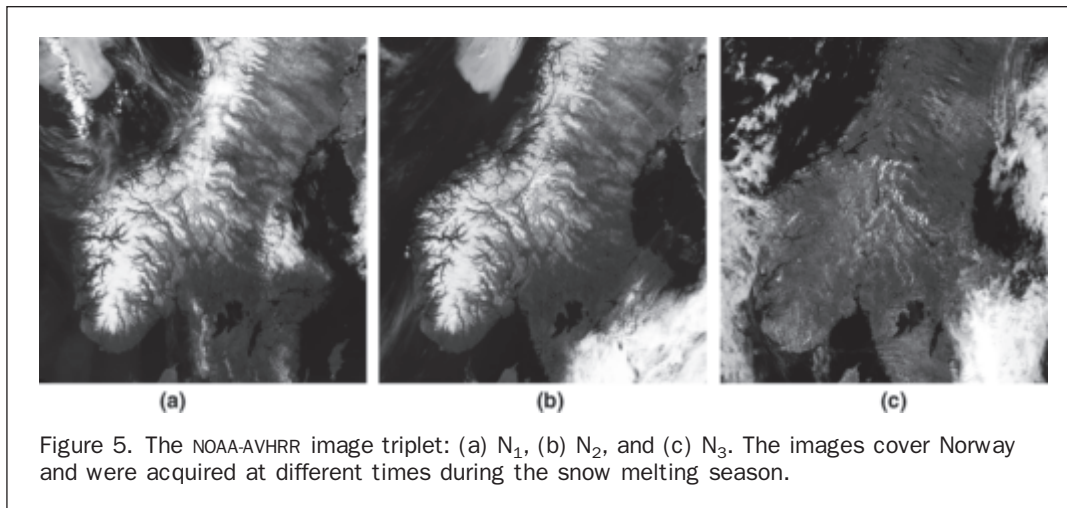 (a)
(b)
(c)
Figure 5. The NOAA-AVHRR image triplet: (a) N₁, (b) N₂, and (c) N₃. The images cover Norway
and were acquired at different times during the snow melting season.